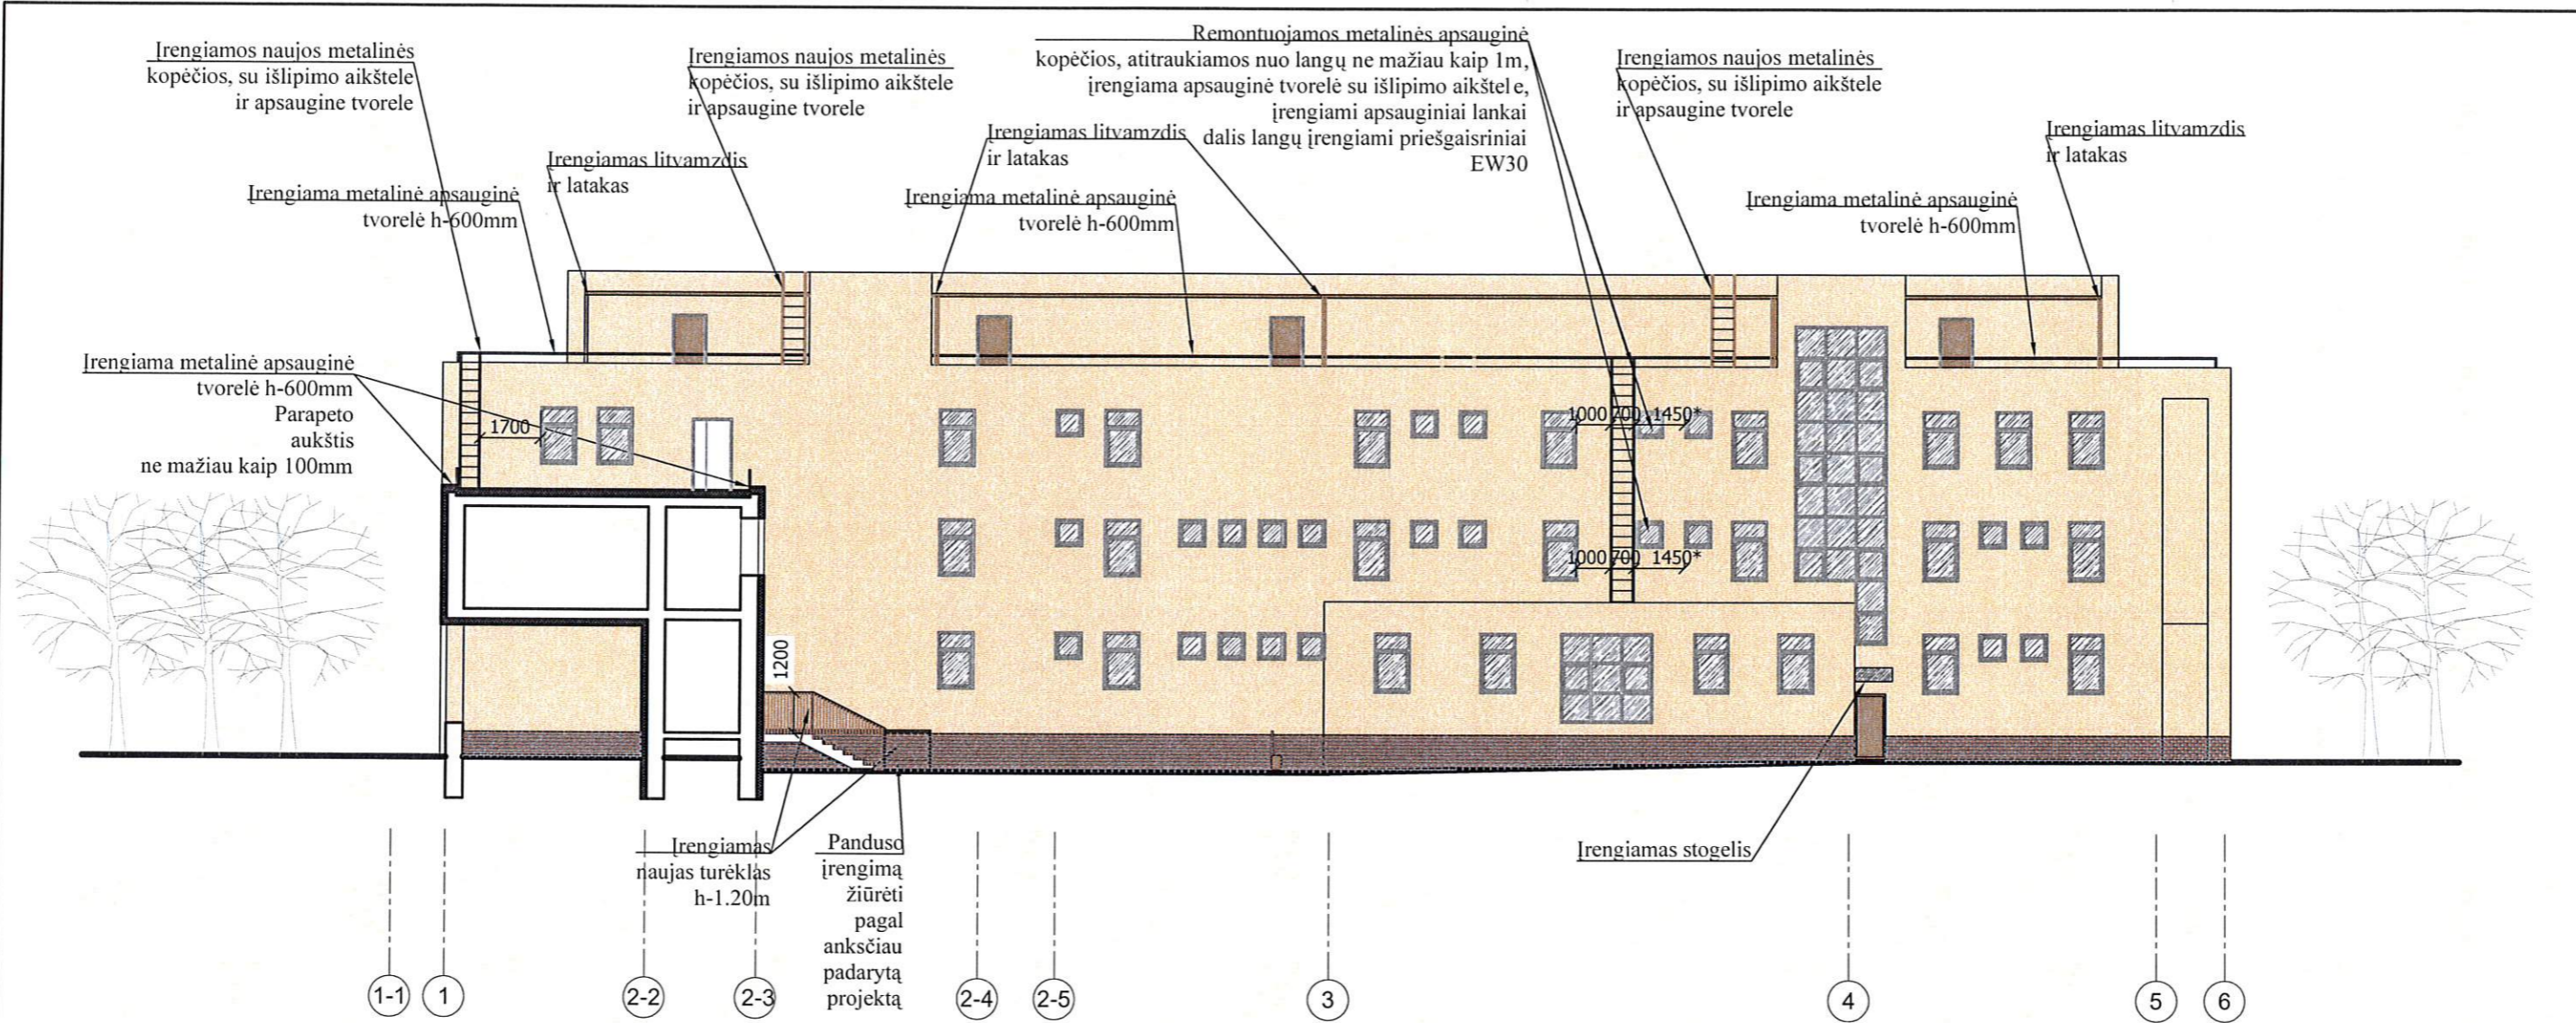 Įrengiamos naujos metalinės
kopėčios, su išlipimo aikštele
ir apsaugine tvorele
Įrengiamos naujos metalinės
kopėčios, su išlipimo aikštele
ir apsaugine tvorele
Remontuojamos metalinės apsauginė
kopėčios, atitraukiamos nuo langų ne mažiau kaip 1m,
įrengiama apsauginė tvorelė su išlipimo aikštele,
įrengiami apsauginiai lankai
dalis langų įrengiami priešgaisriniai
EW30
Įrengiamos naujos metalinės
kopėčios, su išlipimo aikštele
ir apsaugine tvorele
Įrengiamas litvamzdis
ir latakas
Įrengiamas litvamzdis
ir latakas
Įrengiamas litvamzdis
ir latakas
Įrengiama metalinė apsauginė
tvorelė h-600mm
Įrengiama metalinė apsauginė
tvorelė h-600mm
Įrengiama metalinė apsauginė
tvorelė h-600mm
Įrengiama metalinė apsauginė
tvorelė h-600mm
Parapeto
aukštis
ne mažiau kaip 100mm
1700
1000 700 1450*
1000 700 1450*
1200
Įrengiamas
naujas turėklas
h-1.20m
Panduso
įrengimą
žiūrėti
pagal
anksčiau
padarytą
projektą
Įrengiamas stogelis
1-1 1 2-2 2-3 2-4 2-5 3 4 5 6